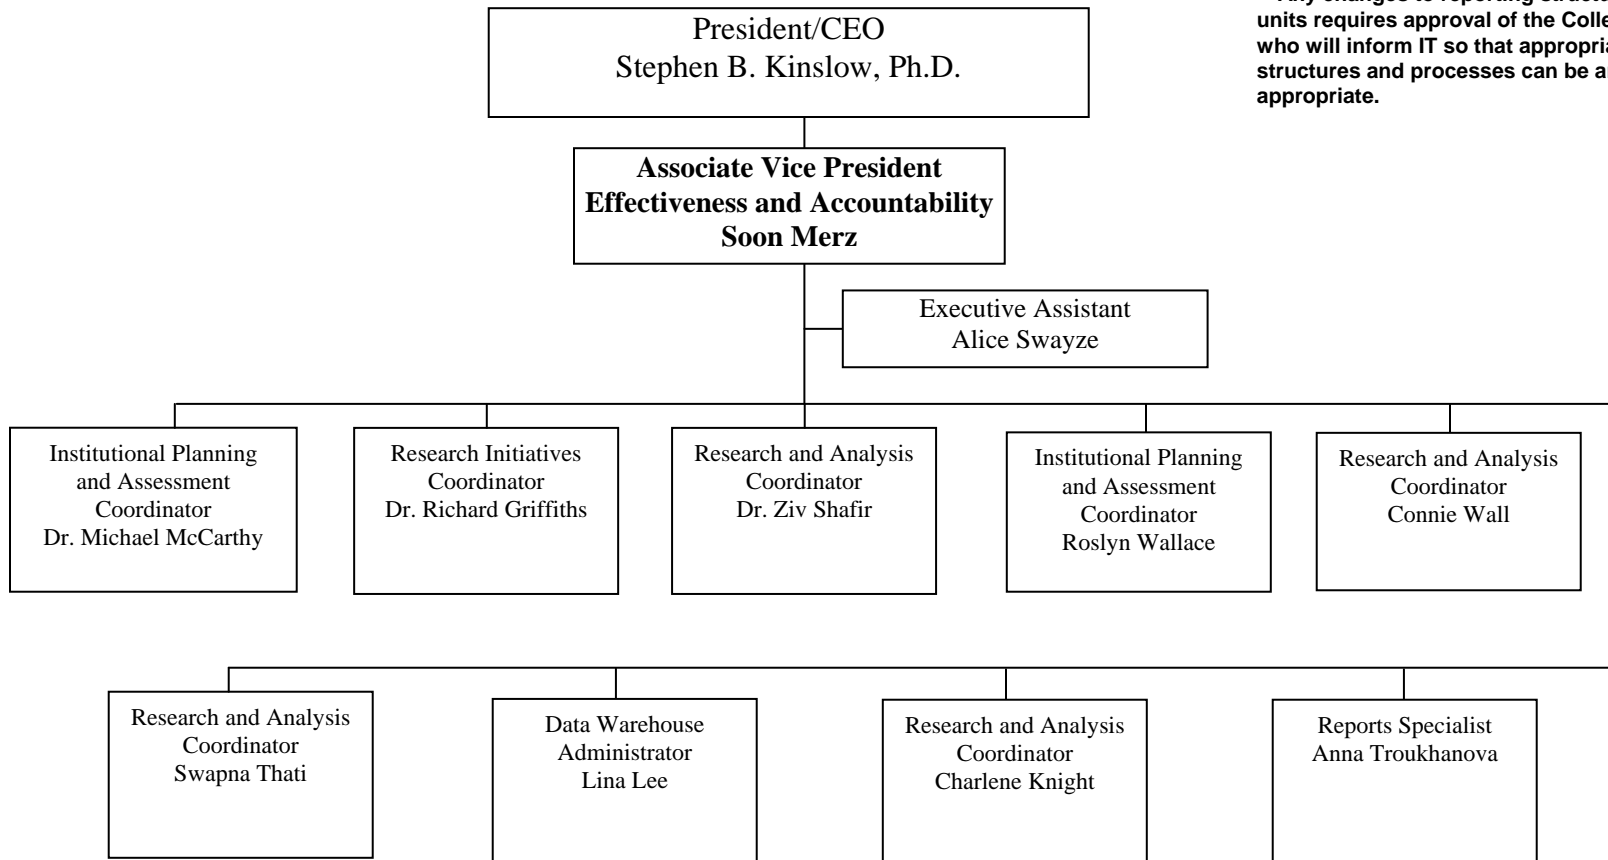 President/CEO
Stephen B. Kinslow, Ph.D.
Any changes to reporting
units requires approval of the
who will inform IT so that
structures and processes can be
appropriate.
Associate Vice President
Effectiveness and Accountability
Soon Merz
Executive Assistant
Alice Swayze
Institutional Planning
and Assessment
Coordinator
Dr. Michael McCarthy
Research Initiatives
Coordinator
Dr. Richard Griffiths
Research and Analysis
Coordinator
Dr. Ziv Shafir
Institutional Planning
and Assessment
Coordinator
Roslyn Wallace
Research and Analysis
Coordinator
Connie Wall
Research and Analysis
Coordinator
Swapna Thati
Data Warehouse
Administrator
Lina Lee
Research and Analysis
Coordinator
Charlene Knight
Reports Specialist
Anna Troukhanova